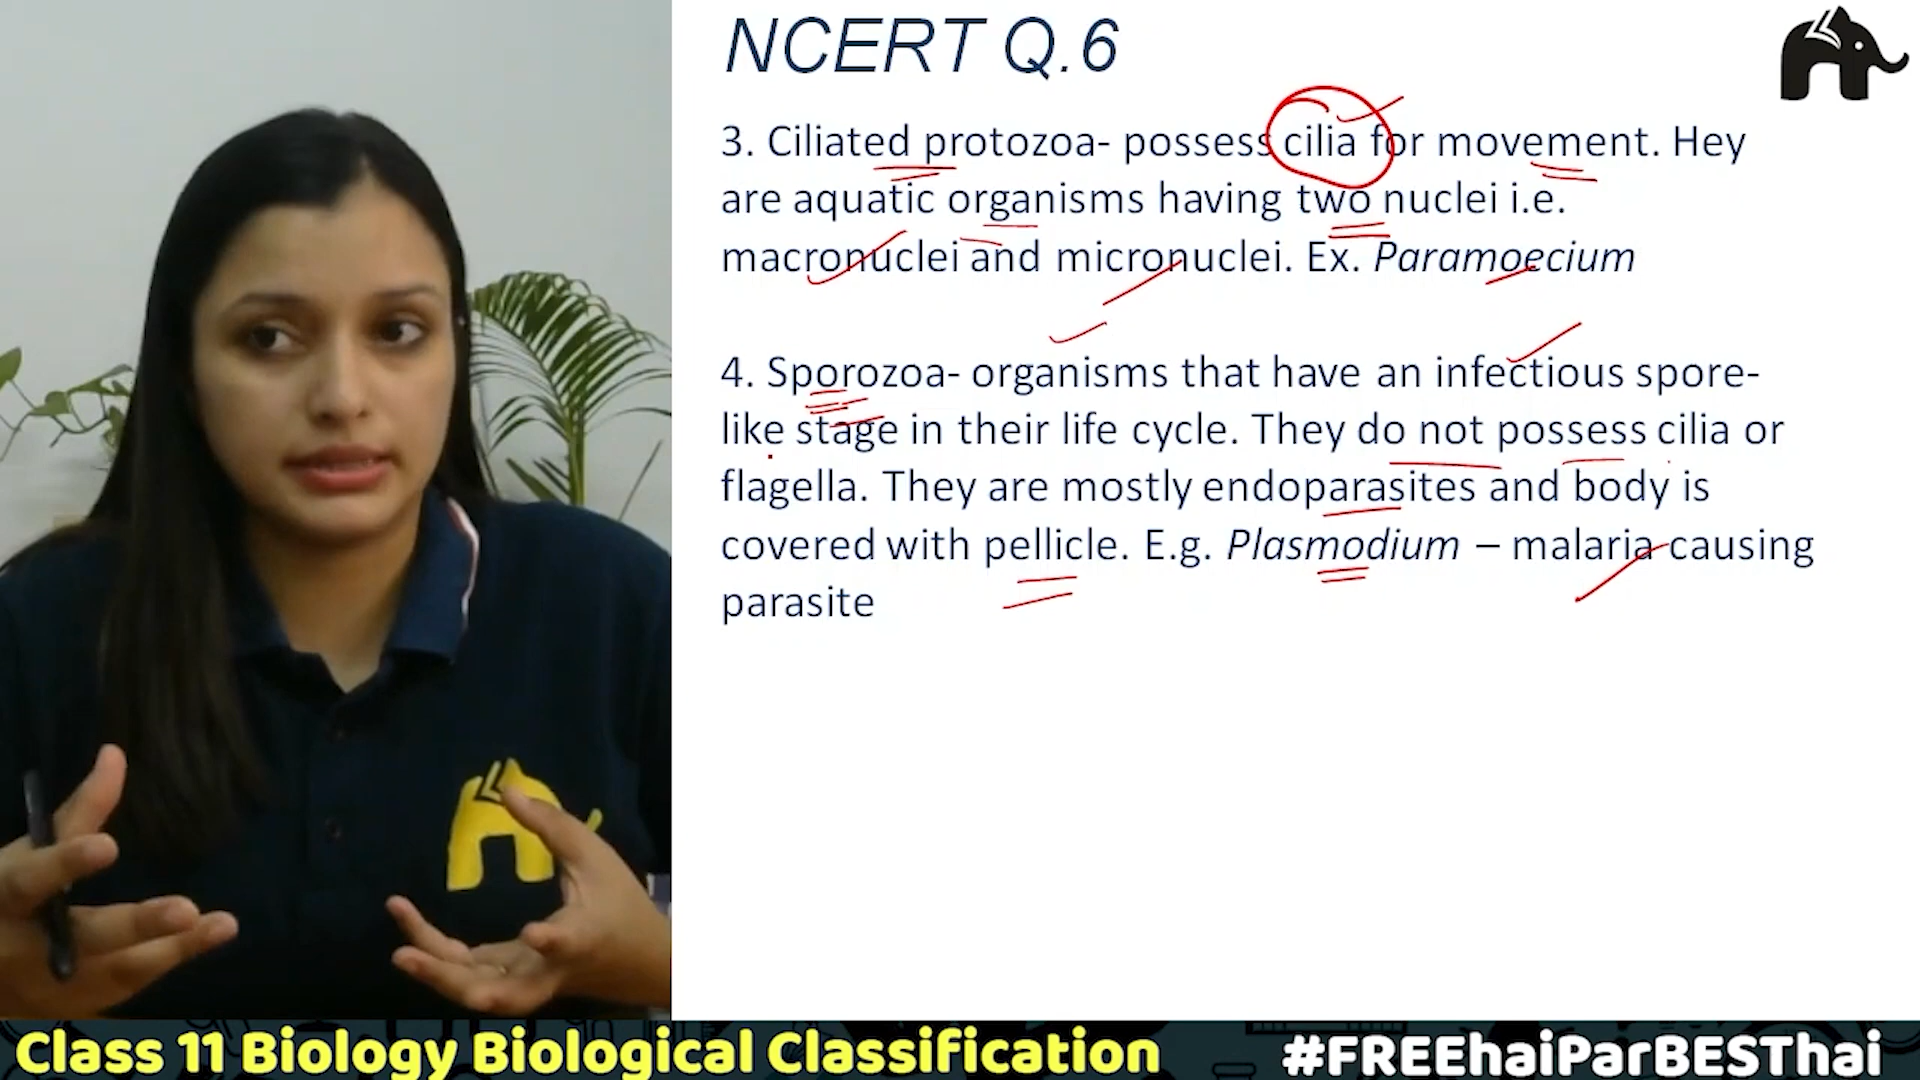 NCERT Q.6
3. Ciliated protozoa- possess cilia for movement. Hey
are aquatic organisms having two nuclei i.e.
macronuclei and micronuclei. Ex. Paramoecium
4. Sporozoa- organisms that have an infectious spore-
like stage in their life cycle. They do not possess cilia or
flagella. They are mostly endoparasites and body is
covered with pellicle. E.g. Plasmodium – malaria causing
parasite
Class 11 Biology Biological Classification
#FREEhaiParBESThai